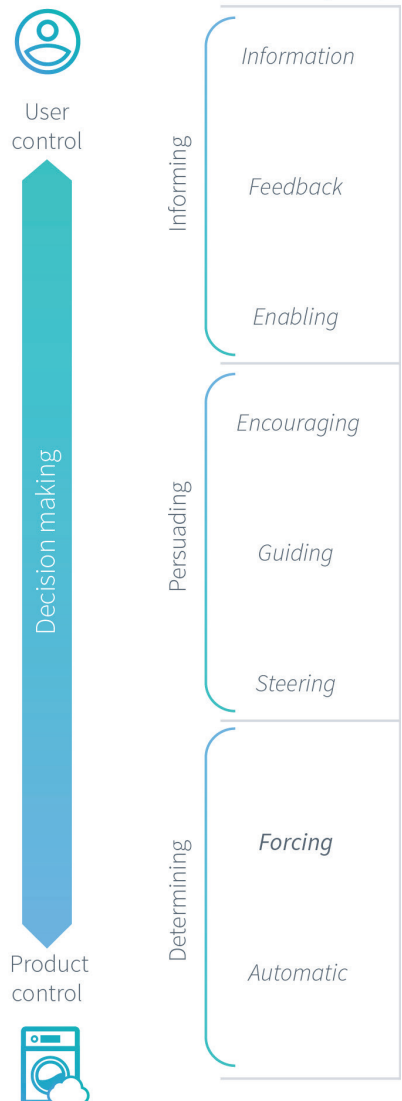 User
control
Decision making
Product
control
Informing
Information
Feedback
Enabling
Persuading
Encouraging
Guiding
Steering
Determining
Forcing
Automatic